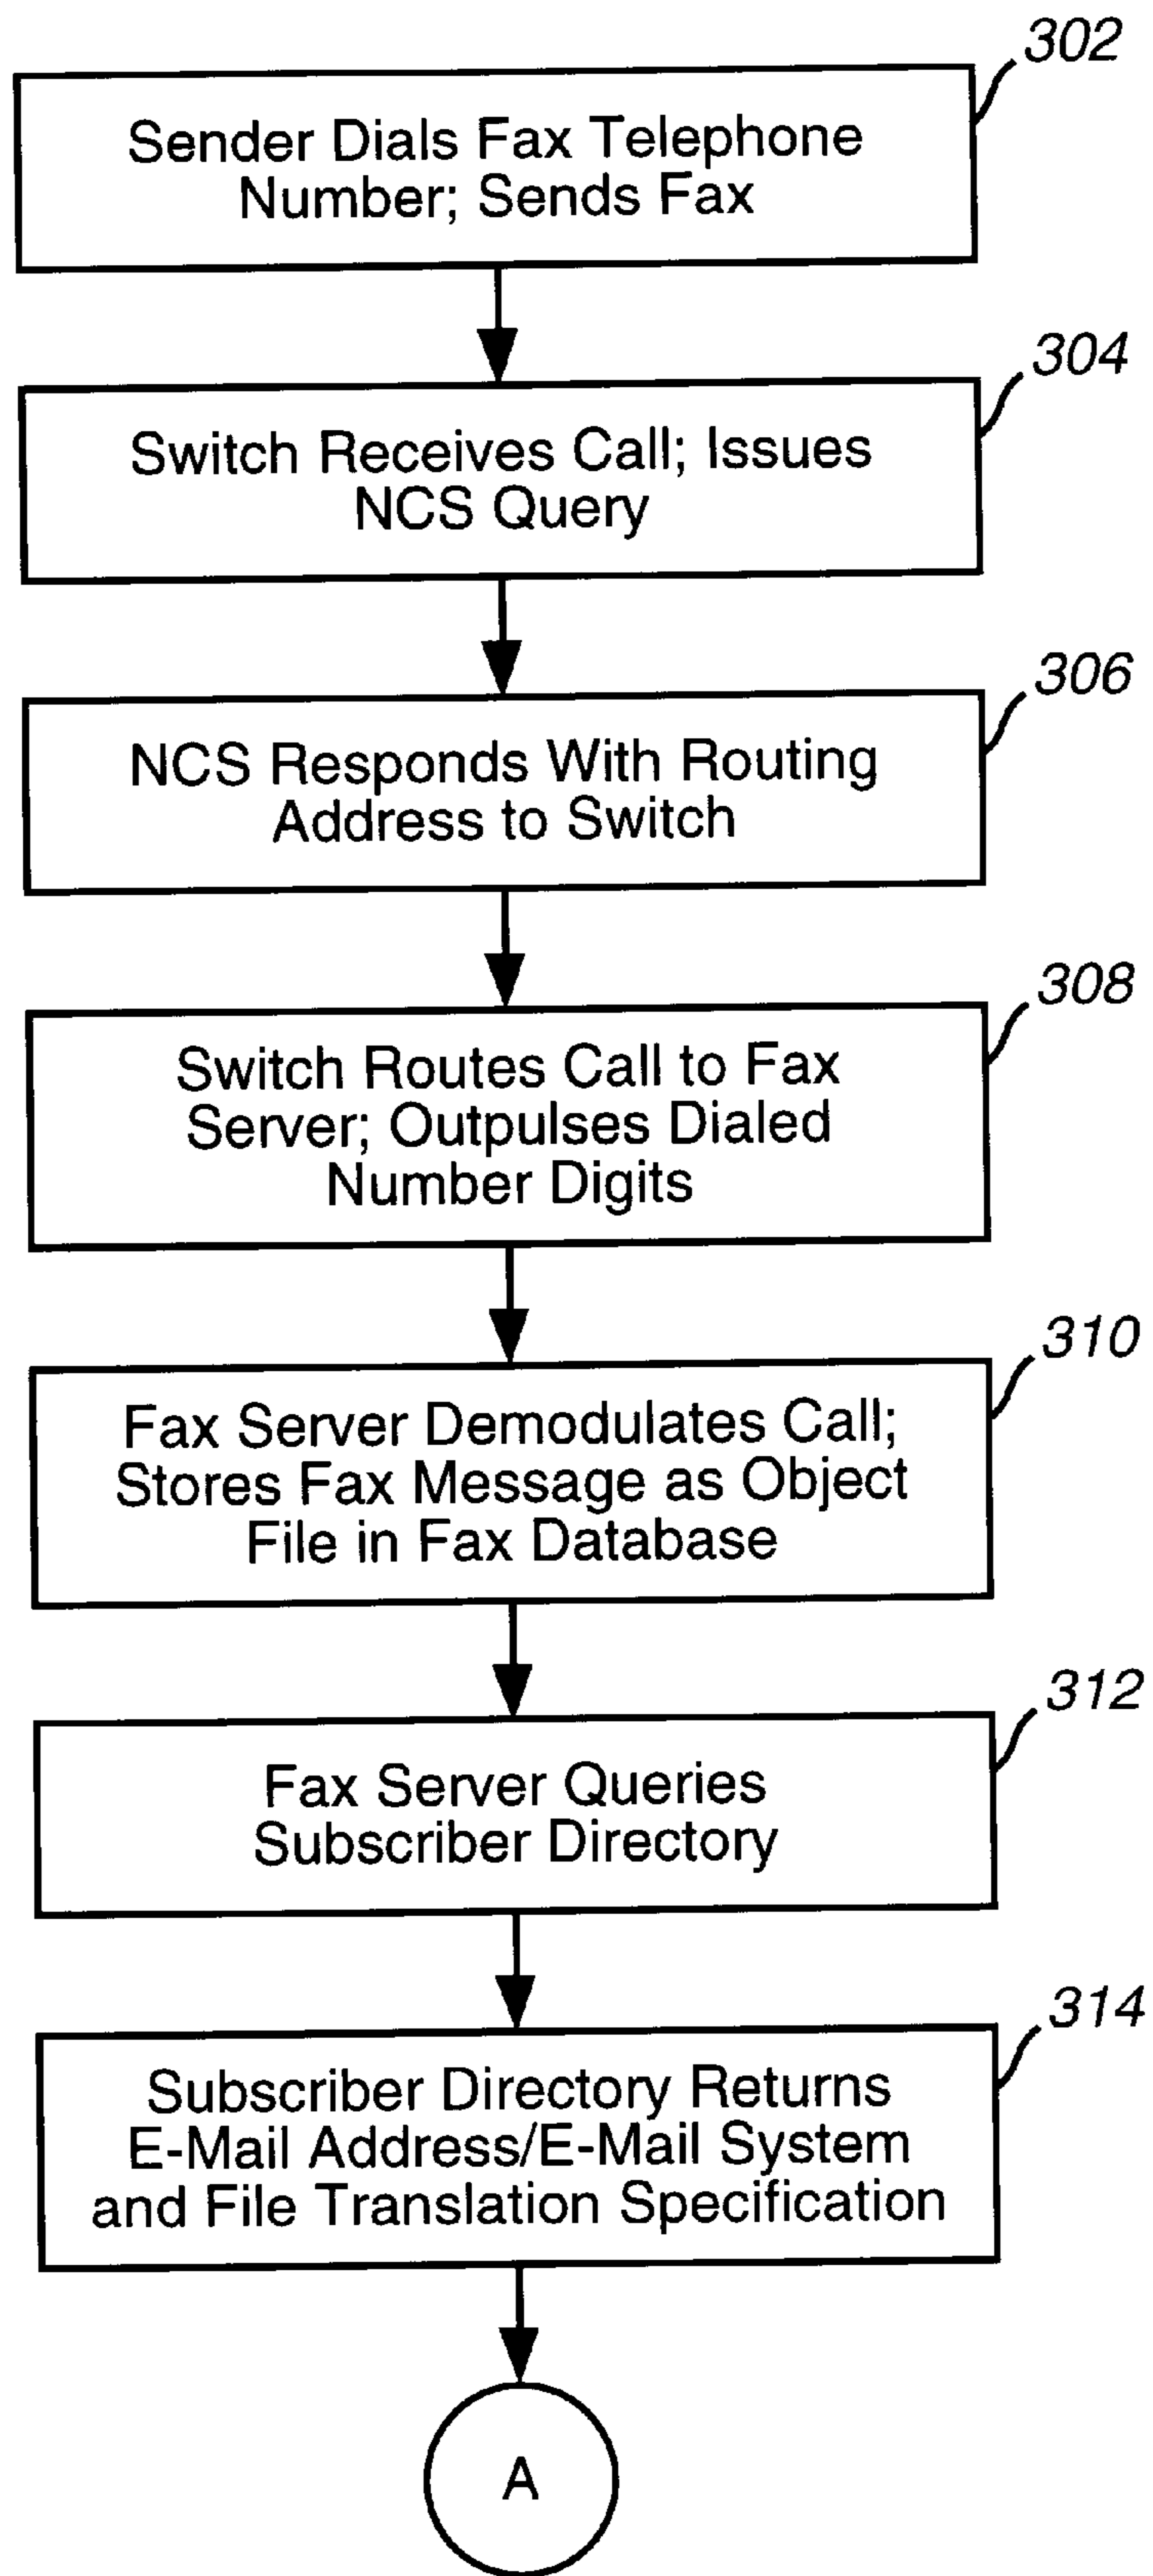 302
Sender Dials Fax Telephone
Number; Sends Fax
304
Switch Receives Call; Issues
NCS Query
306
NCS Responds With Routing
Address to Switch
308
Switch Routes Call to Fax
Server; Outpulses Dialed
Number Digits
310
Fax Server Demodulates Call;
Stores Fax Message as Object
File in Fax Database
312
Fax Server Queries
Subscriber Directory
314
Subscriber Directory Returns
E-Mail Address/E-Mail System
and File Translation Specification
A